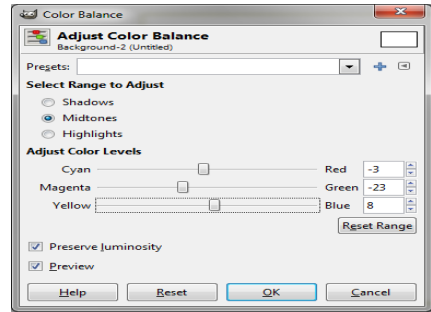 Color Balance
Adjust Color Balance
Background-2 (Untitled)
Presets:
Select Range to Adjust
Shadows
Midtones
Highlights
Adjust Color Levels
Cyan Red -3
Magenta Green -23
Yellow Blue 8
Reset Range
Preserve luminosity
Preview
Help Reset OK Cancel